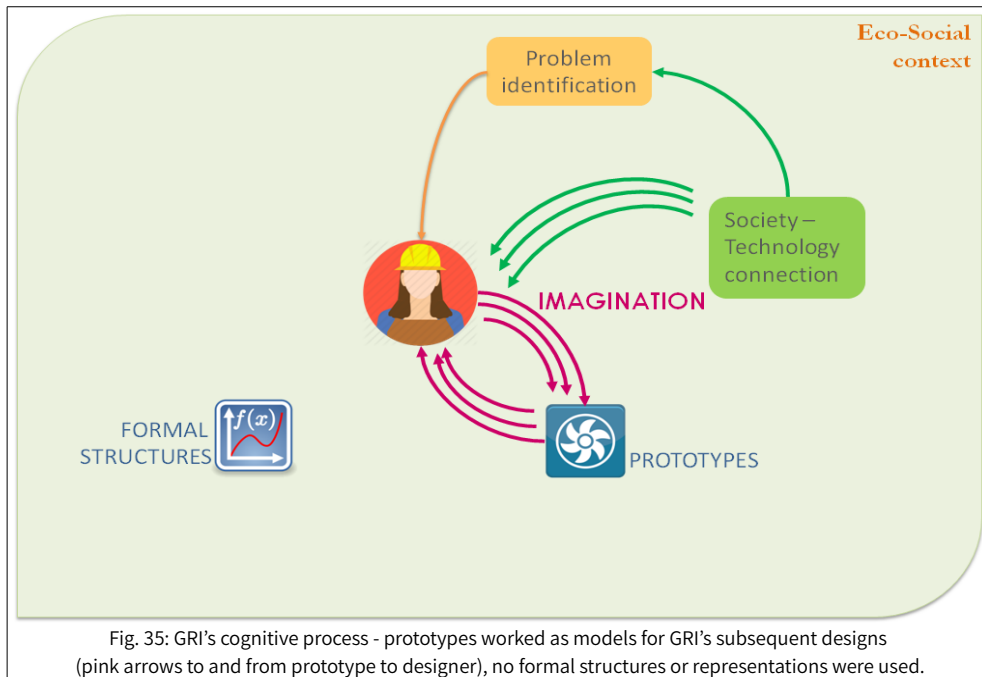 Eco-Social
context
Problem
identification
Society –
Technology
connection
IMAGINATION
FORMAL
STRUCTURES
f(x)
PROTOTYPES
Fig. 35: GRI’s cognitive process - prototypes worked as models for GRI’s subsequent designs
(pink arrows to and from prototype to designer), no formal structures or representations were used.